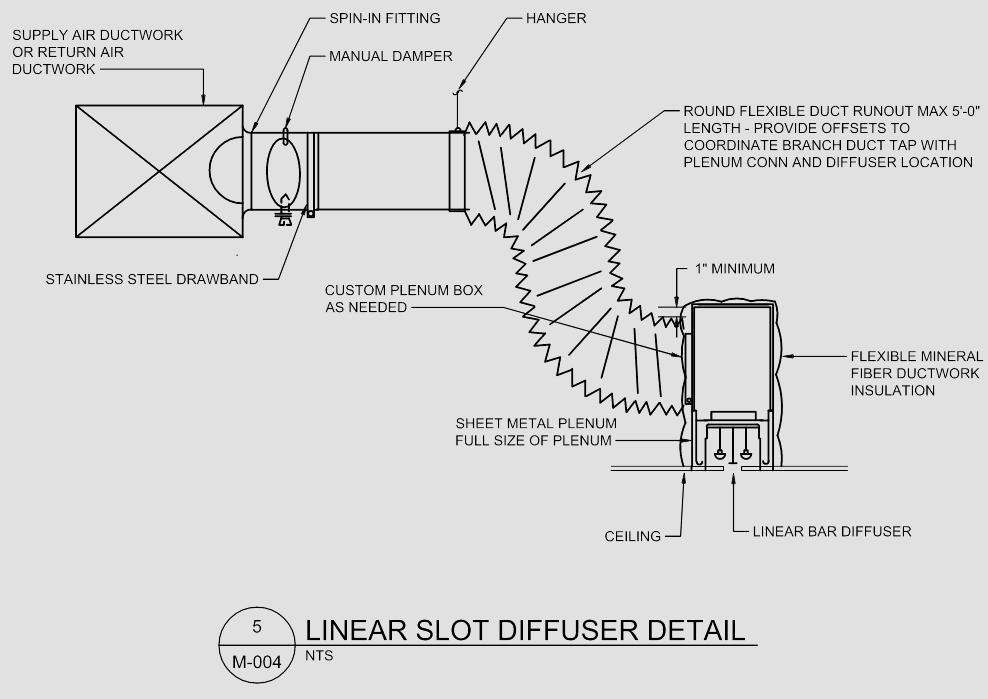 SPIN-IN FITTING
HANGER
SUPPLY AIR DUCTWORK
OR RETURN AIR
DUCTWORK
MANUAL DAMPER
ROUND FLEXIBLE DUCT RUNOUT MAX 5'-0"
LENGTH - PROVIDE OFFSETS TO
COORDINATE BRANCH DUCT TAP WITH
PLENUM CONN AND DIFFUSER LOCATION
STAINLESS STEEL DRAWBAND
1" MINIMUM
CUSTOM PLENUM BOX
AS NEEDED
FLEXIBLE MINERAL
FIBER DUCTWORK
INSULATION
SHEET METAL PLENUM
FULL SIZE OF PLENUM
CEILING
LINEAR BAR DIFFUSER
5
M-004
LINEAR SLOT DIFFUSER DETAIL
NTS